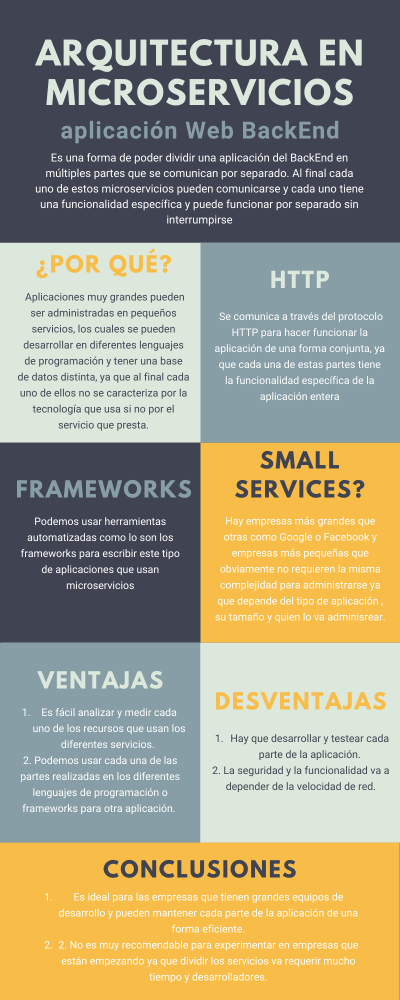 ARQUITECTURA EN
MICROSERVICIOS
aplicación Web BackEnd
Es una forma de poder dividir una aplicación del BackEnd en
múltiples partes que se comunican por separado. Al final cada
uno de estos microservicios pueden comunicarse y cada uno tiene
una funcionalidad específica y puede funcionar por separado sin
interrumpirse
¿POR QUÉ?
Aplicaciones muy grandes pueden
ser administradas en pequeños
servicios, los cuales se pueden
desarrollar en diferentes lenguajes
de programación y tener una base
de datos distinta, ya que al final cada
uno de ellos no se caracteriza por la
tecnología que usa si no por el
servicio que presta.
HTTP
Se comunica a través del protocolo
HTTP para hacer funcionar la
aplicación de una forma conjunta, ya
que cada una de estas partes tiene
la funcionalidad específica de la
aplicación entera
FRAMEWORKS
Podemos usar herramientas
automatizadas como lo son los
frameworks para escribir este tipo
de aplicaciones que usan
microservicios
SMALL
SERVICES?
Hay empresas más grandes que
otras como Google o Facebook y
empresas más pequeñas que
obviamente no requieren la misma
complejidad para administrarse ya
que depende del tipo de aplicación ,
su tamaño y quien lo va adminisrear.
VENTAJAS
1. Es fácil analizar y medir cada
uno de los recursos que usan los
diferentes servicios.
2. Podemos usar cada una de las
partes realizadas en los diferentes
lenguajes de programación o
frameworks para otra aplicación.
DESVENTAJAS
1. Hay que desarrollar y testear cada
parte de la aplicación.
2. La seguridad y la funcionalidad va a
depender de la velocidad de red.
CONCLUSIONES
1. Es ideal para las empresas que tienen grandes equipos de
desarrollo y pueden mantener cada parte de la aplicación de una
forma eficiente.
2. 2. No es muy recomendable para experimentar en empresas que
están empezando ya que dividir los servicios va requerir mucho
tiempo y desarrolladores.